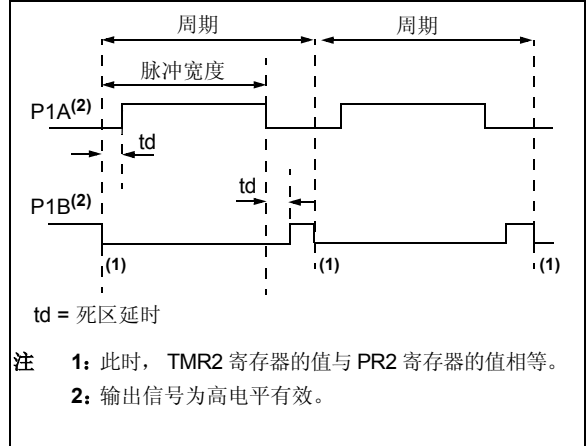 周期 周期
脉冲宽度
P1A(2)
td
td
P1B(2)
(1) (1) (1)
td = 死区延时
注 1: 此时， TMR2 寄存器的值与 PR2 寄存器的值相等。
2: 输出信号为高电平有效。